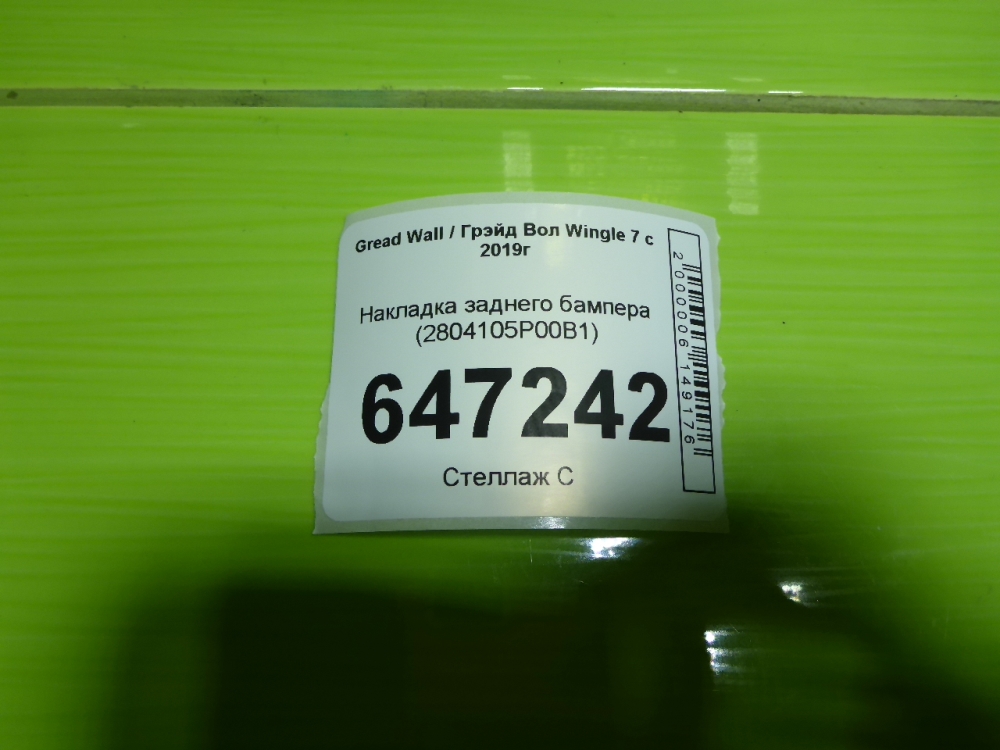 Gread Wall / Грэйд Вол Wingle 7 с
2019г
Накладка заднего бампера
(2804105P00B1)
647242
Стеллаж С
2000006149176